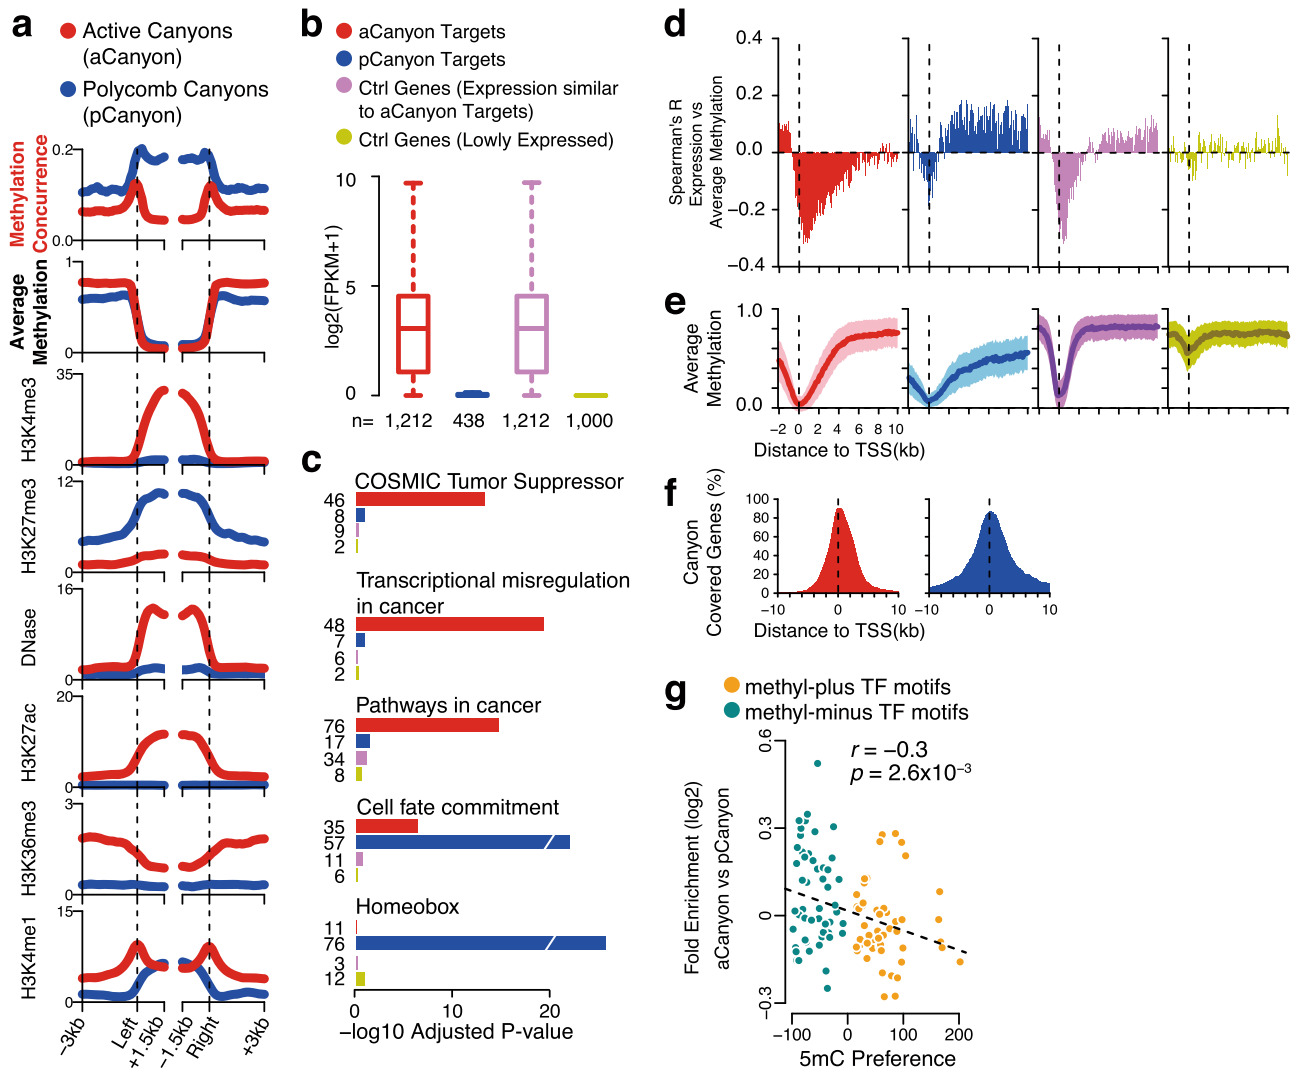 a
Active Canyons
(aCanyon)
Polycomb Canyons
(pCanyon)
Methylation
Concurrence
0.2
0.0
Average
Methylation
1
0
H3K4me3
35
0
H3K27me3
12
0
DNase
16
0
H3K27ac
20
0
H3K36me3
3
0
H3K4me1
15
0
−3kb
Left
+1.5kb
−1.5kb
Right
+3kb
b
aCanyon Targets
pCanyon Targets
Ctrl Genes (Expression similar
to aCanyon Targets)
Ctrl Genes (Lowly Expressed)
log2(FPKM+1)
10
5
0
n= 1,212 438 1,212 1,000
c
COSMIC Tumor Suppressor
46
8
9
2
Transcriptional misregulation
in cancer
48
7
6
2
Pathways in cancer
76
17
34
8
Cell fate commitment
35
57
11
6
Homeobox
11
76
3
12
0 10 20
−log10 Adjusted P-value
d
Spearman's R
Expression vs
Average Methylation
0.4
0.2
0.0
−0.2
−0.4
e
Average
Methylation
1.0
0.0
−2 0 2 4 6 8 10
Distance to TSS(kb)
f
Canyon
Covered Genes (%)
100
80
60
40
20
0
−10 0 10 −10 0 10
Distance to TSS(kb)
g
methyl-plus TF motifs
methyl-minus TF motifs
r = −0.3
p = 2.6x10⁻³
Fold Enrichment (log2)
aCanyon vs pCanyon
0.6
0.3
0
−0.3
−100 0 100 200
5mC Preference